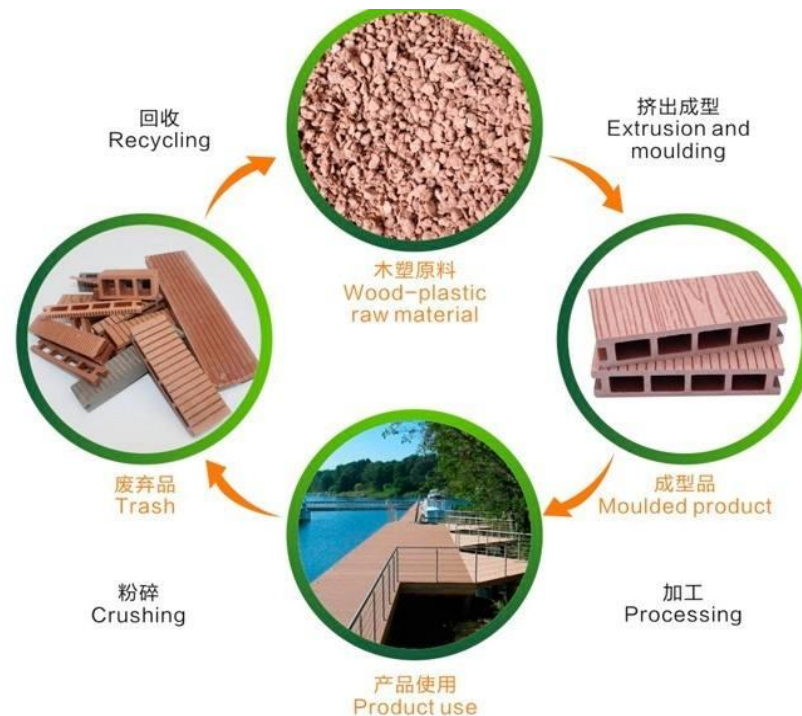 回收
Recycling
挤出成型
Extrusion and
moulding
木塑原料
Wood-plastic
raw material
废弃品
Trash
成型品
Moulded product
粉碎
Crushing
加工
Processing
产品使用
Product use